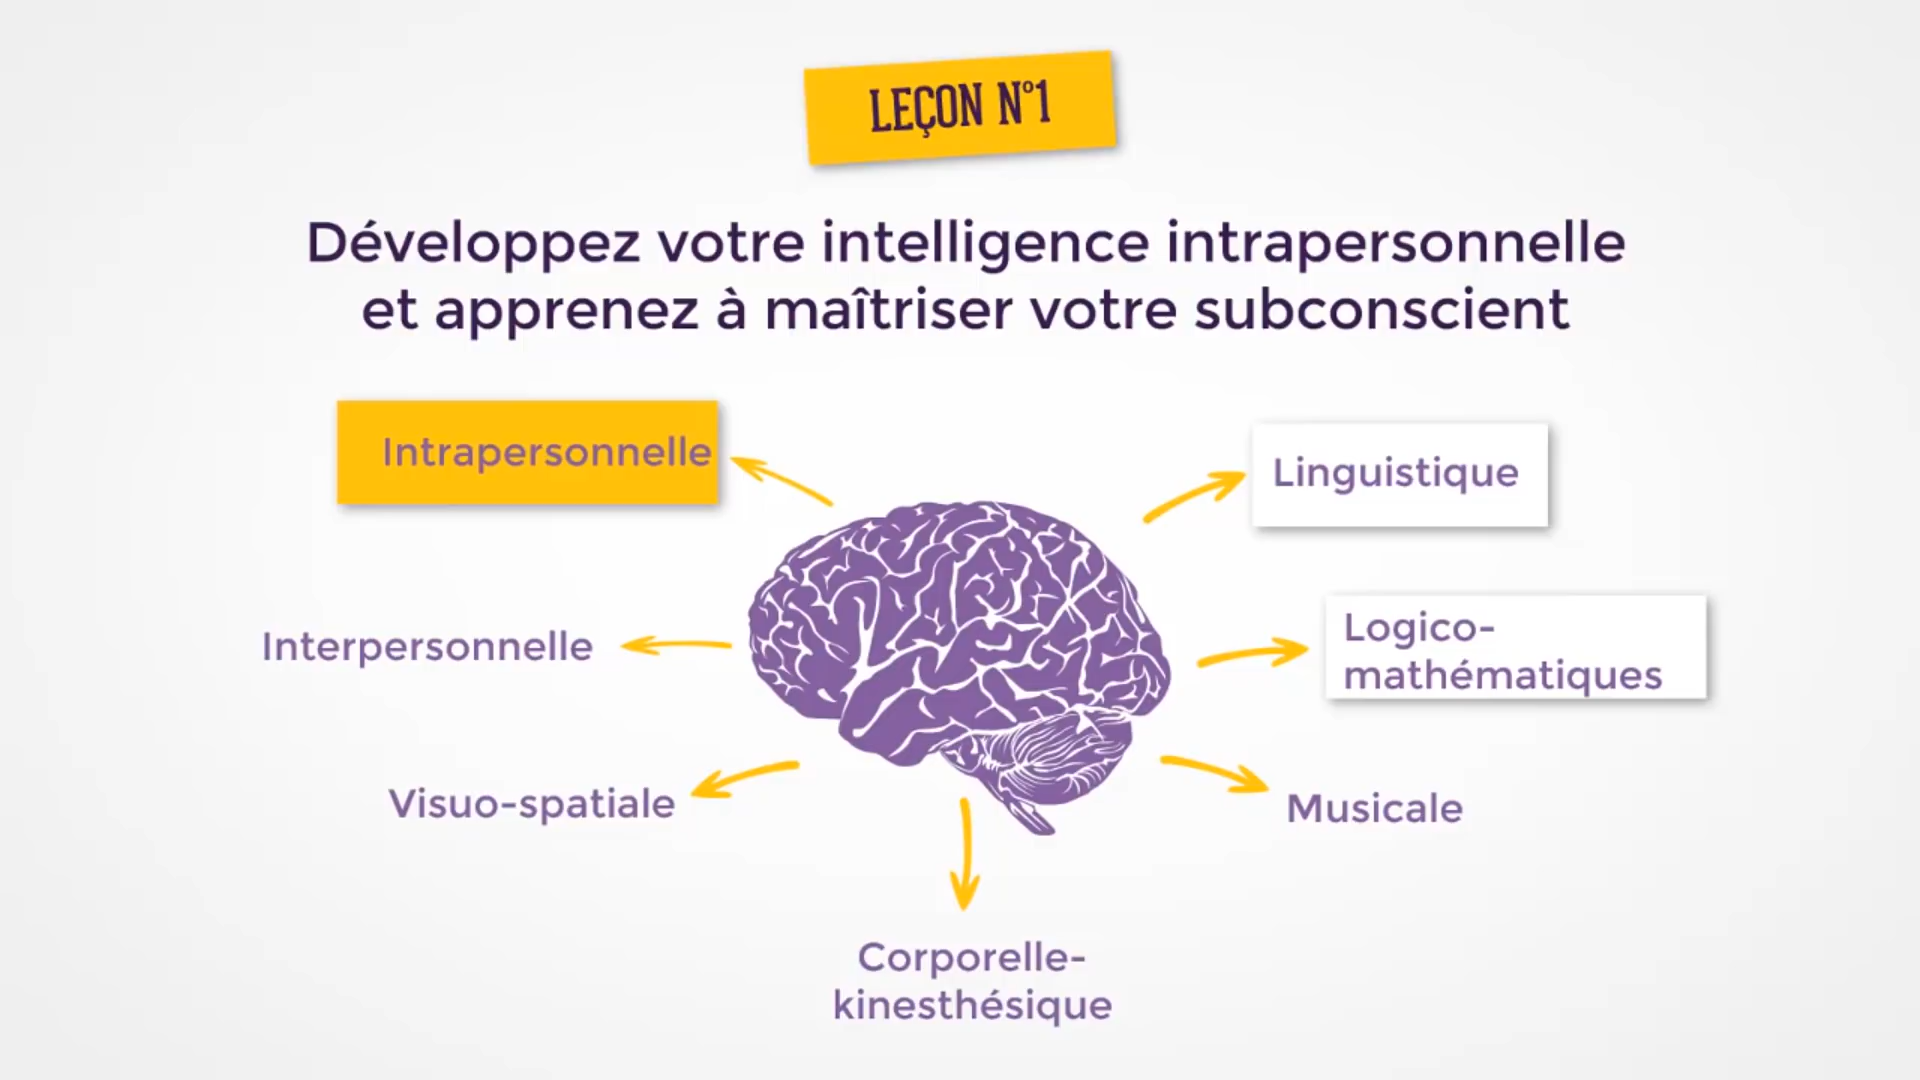 LEÇON N°1
Développez votre intelligence intrapersonnelle
et apprenez à maîtriser votre subconscient
Intrapersonnelle
Linguistique
Interpersonnelle
Logico-
mathématiques
Visuo-spatiale
Musicale
Corporelle-
kinesthésique